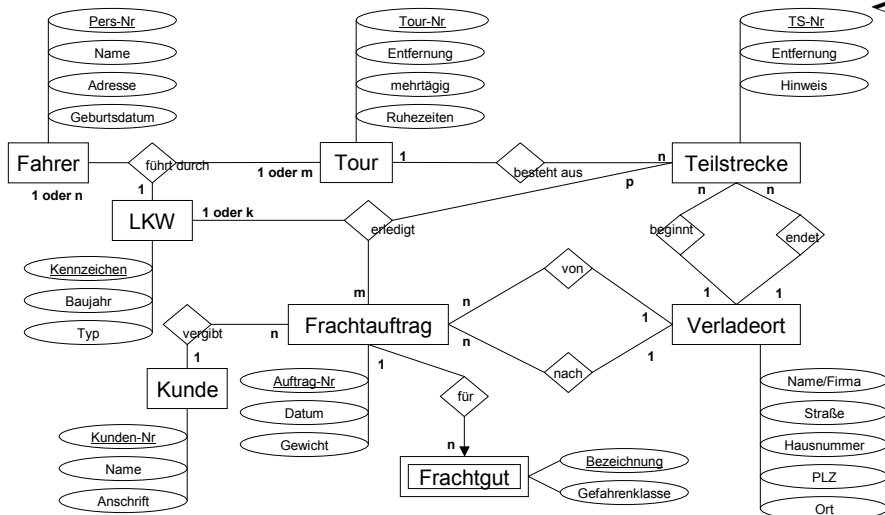 Pers-Nr
Name
Adresse
Geburtsdatum
Tour-Nr
Entfernung
mehrtägig
Ruhezeiten
TS-Nr
Entfernung
Hinweis
Fahrer
führt durch
Tour
besteht aus
Teilstrecke
1 oder n
1
1 oder m
1
n
p
n
n
LKW
1 oder k
erledigt
beginnt
endet
Kennzeichen
Baujahr
Typ
m
n
n
von
nach
1
1
1
1
vergibt
n
Frachtauftrag
Verladeort
1
Kunde
Auftrag-Nr
Datum
Gewicht
1
für
n
Kunden-Nr
Name
Anschrift
Frachtgut
Bezeichnung
Gefahrenklasse
Name/Firma
Straße
Hausnummer
PLZ
Ort